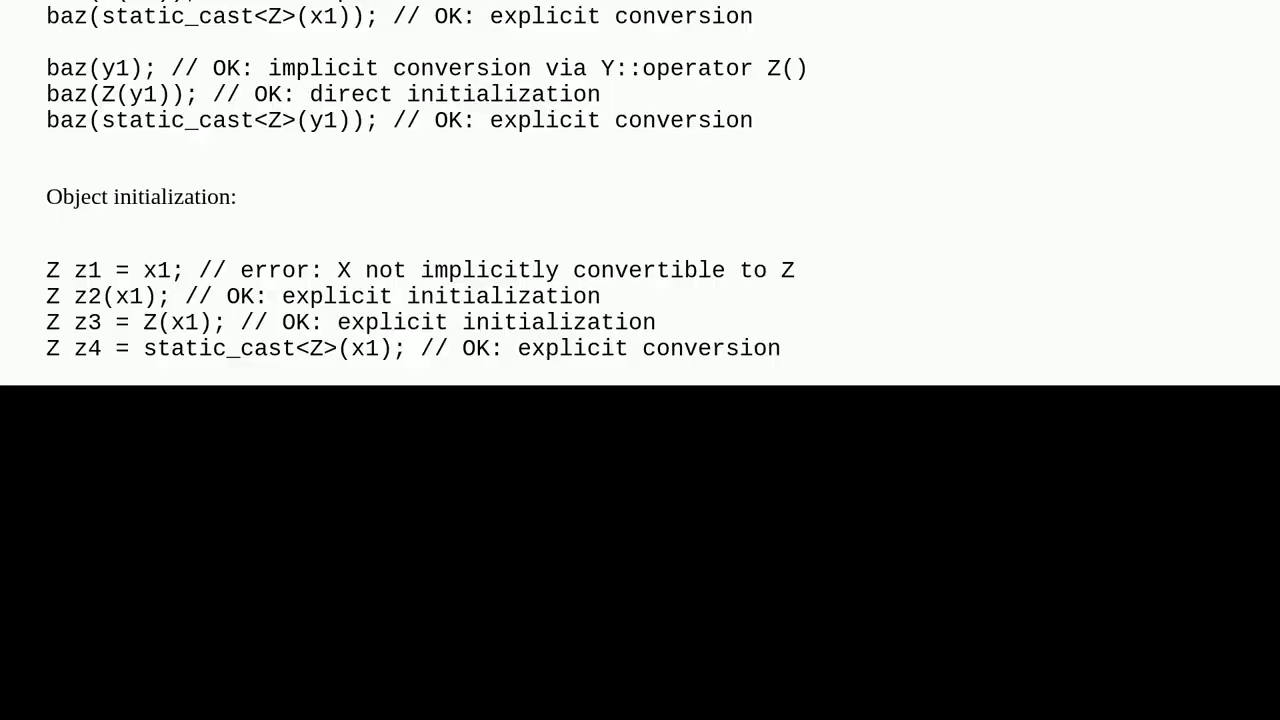 baz(static_cast<Z>(x1)); // OK: explicit conversion
baz(y1); // OK: implicit conversion via Y::operator Z()
baz(Z(y1)); // OK: direct initialization
baz(static_cast<Z>(y1)); // OK: explicit conversion
Object initialization:
Z z1 = x1; // error: X not implicitly convertible to Z
Z z2(x1); // OK: explicit initialization
Z z3 = Z(x1); // OK: explicit initialization
Z z4 = static_cast<Z>(x1); // OK: explicit conversion